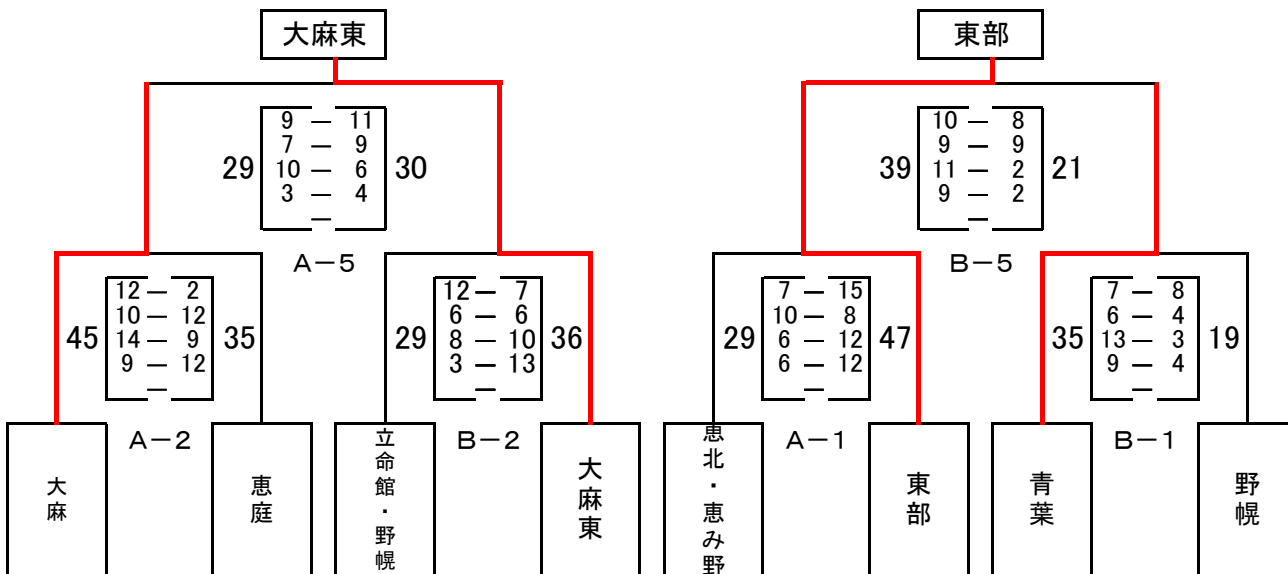 大麻東
東部
29
9 — 11
7 — 9
10 — 6
3 — 4
—
30
39
10 — 8
9 — 9
11 — 2
9 — 2
—
21
A-5
B-5
45
12 — 2
10 — 12
14 — 9
9 — 12
—
35
29
12 — 7
6 — 6
8 — 10
3 — 13
—
36
29
7 — 15
10 — 8
6 — 12
6 — 12
—
47
35
7 — 8
6 — 4
13 — 3
9 — 4
—
19
A-2
B-2
A-1
B-1
大麻
恵庭
立命館・野幌
大麻東
恵北・恵み野
東部
青葉
野幌